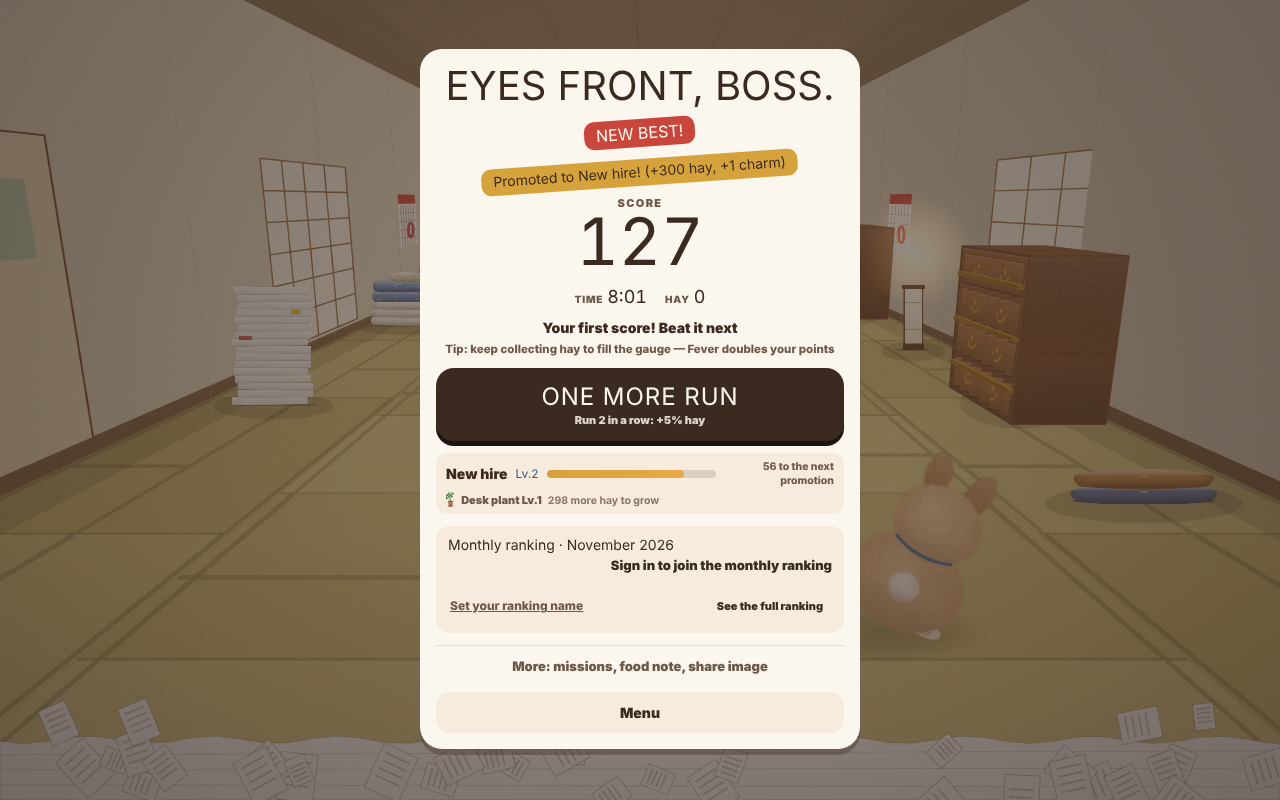 EYES FRONT, BOSS.
NEW BEST!
Promoted to New hire! (+300 hay, +1 charm)
SCORE
127
TIME 8:01 HAY 0
Your first score! Beat it next
Tip: keep collecting hay to fill the gauge — Fever doubles your points
ONE MORE RUN
Run 2 in a row: +5% hay
New hire Lv.2
56 to the next
promotion
Desk plant Lv.1 298 more hay to grow
Monthly ranking · November 2026
Sign in to join the monthly ranking
Set your ranking name
See the full ranking
More: missions, food note, share image
Menu
0
0